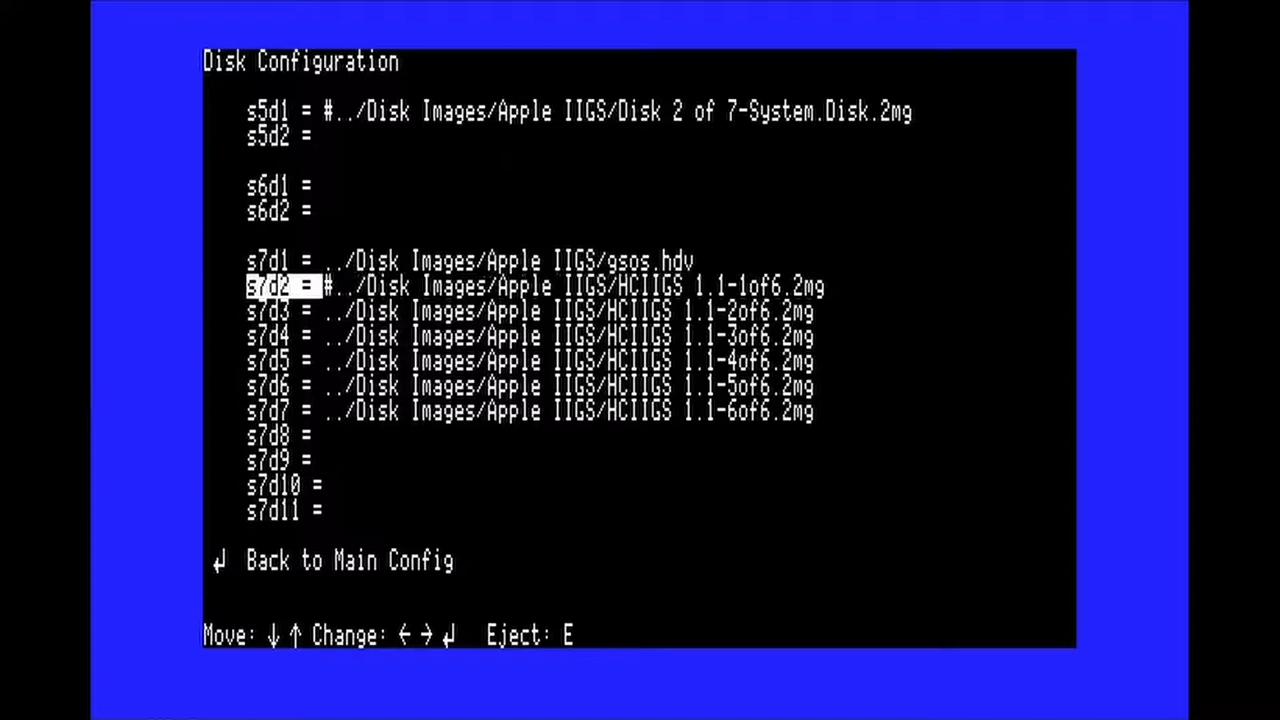 Disk Configuration
s5d1 = #../Disk Images/Apple IIGS/Disk 2 of 7-System.Disk.2mg
s5d2 =
s6d1 =
s6d2 =
s7d1 = ../Disk Images/Apple IIGS/gsos.hdv
s7d2 = #../Disk Images/Apple IIGS/HCIIGS 1.1-1of6.2mg
s7d3 = ../Disk Images/Apple IIGS/HCIIGS 1.1-2of6.2mg
s7d4 = ../Disk Images/Apple IIGS/HCIIGS 1.1-3of6.2mg
s7d5 = ../Disk Images/Apple IIGS/HCIIGS 1.1-4of6.2mg
s7d6 = ../Disk Images/Apple IIGS/HCIIGS 1.1-5of6.2mg
s7d7 = ../Disk Images/Apple IIGS/HCIIGS 1.1-6of6.2mg
s7d8 =
s7d9 =
s7d10 =
s7d11 =
↲ Back to Main Config
Move: ↓ ↑ Change: ← → ↲ Eject: E